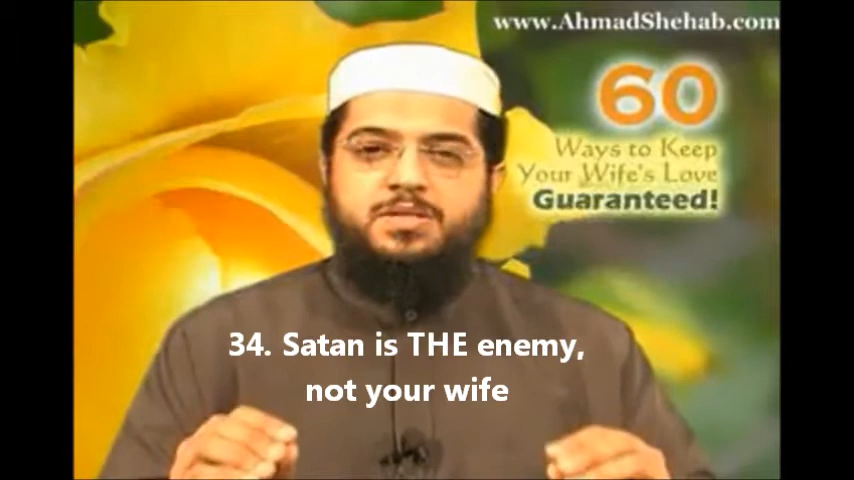 www.AhmadShehab.com
60
Ways to Keep
Your Wife's Love
Guaranteed!
34. Satan is THE enemy,
not your wife